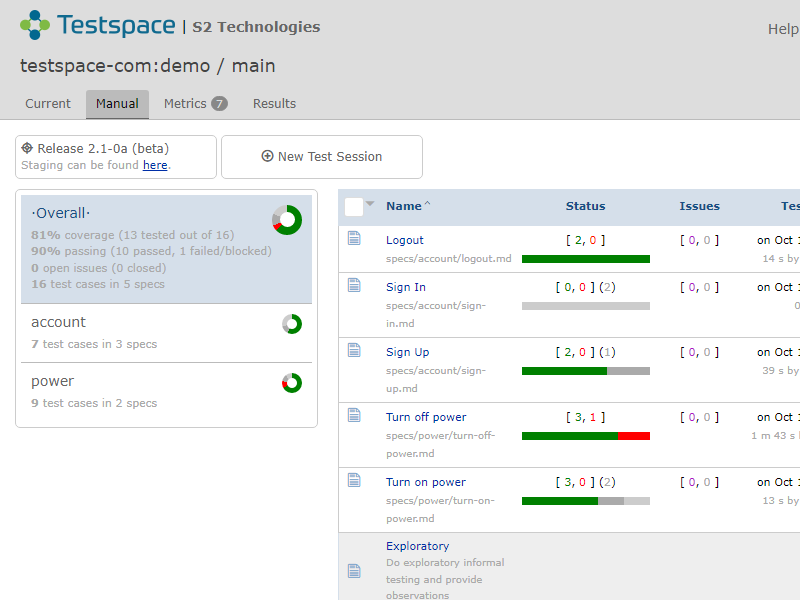 Testspace | S2 Technologies
Help
testspace-com:demo / main
Current Manual Metrics 7 Results
Release 2.1-0a (beta)
Staging can be found here.
New Test Session
·Overall·
81% coverage (13 tested out of 16)
90% passing (10 passed, 1 failed/blocked)
0 open issues (0 closed)
16 test cases in 5 specs
account
7 test cases in 3 specs
power
9 test cases in 2 specs
Name ^ Status Issues Tes
Logout [ 2, 0 ] [ 0, 0 ] on Oct 1
specs/account/logout.md 14 s by
Sign In [ 0, 0 ] (2) [ 0, 0 ] on Oct 1
specs/account/sign- 0
in.md
Sign Up [ 2, 0 ] (1) [ 0, 0 ] on Oct 1
specs/account/sign- 39 s by
up.md
Turn off power [ 3, 1 ] [ 0, 0 ] on Oct 1
specs/power/turn-off- 1 m 43 s b
power.md
Turn on power [ 3, 0 ] (2) [ 0, 0 ] on Oct 1
specs/power/turn-on- 13 s by
power.md
Exploratory
Do exploratory informal
testing and provide
observations